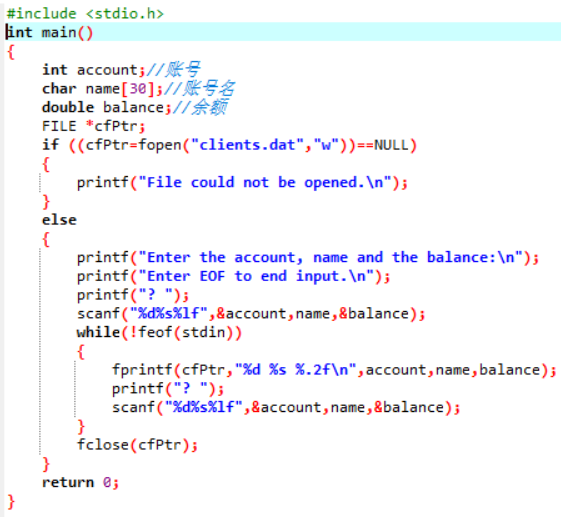 #include <stdio.h>
int main()
{
    int account;//账号
    char name[30];//账号名
    double balance;//余额
    FILE *cfPtr;
    if ((cfPtr=fopen("clients.dat","w"))==NULL)
    {
        printf("File could not be opened.\n");
    }
    else
    {
        printf("Enter the account, name and the balance:\n");
        printf("Enter EOF to end input.\n");
        printf("? ");
        scanf("%d%s%lf",&account,name,&balance);
        while(!feof(stdin))
        {
            fprintf(cfPtr,"%d %s %.2f\n",account,name,balance);
            printf("? ");
            scanf("%d%s%lf",&account,name,&balance);
        }
        fclose(cfPtr);
    }
    return 0;
}